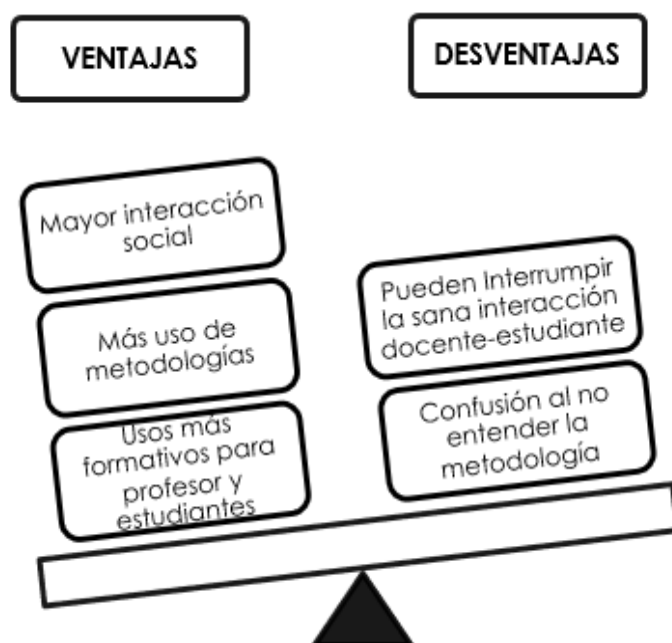 VENTAJAS
DESVENTAJAS
Mayor interacción
social
Más uso de
metodologías
Usos más
formativos para
profesor y
estudiantes
Pueden Interrumpir
la sana interacción
docente-estudiante
Confusión al no
entender la
metodología